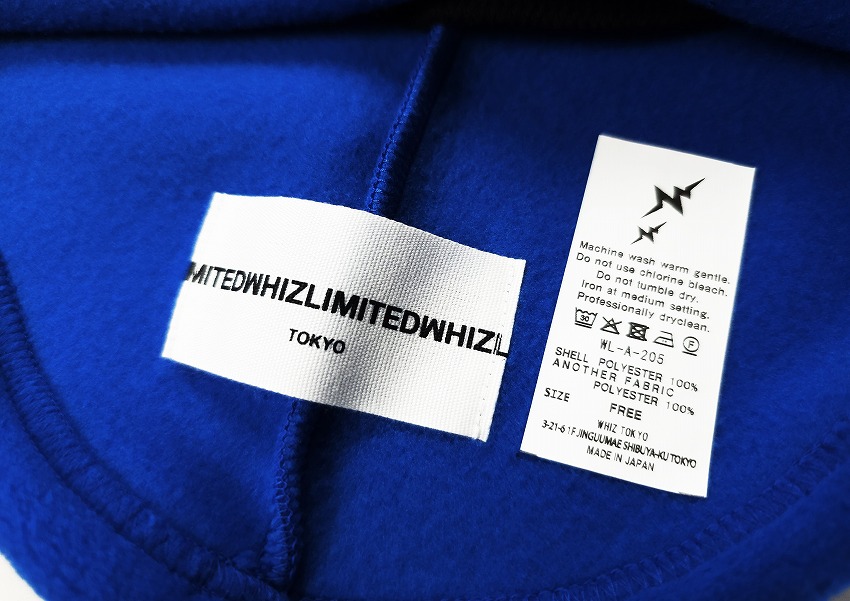 IMITEDWHIZLIMITEDWHIZL
TOKYO
Machine wash warm gentle.
Do not use chlorine bleach.
Do not tumble dry.
Iron at medium setting.
Professionally dryclean.
30
F
WL-A-205
SHELL POLYESTER 100%
ANOTHER FABRIC
POLYESTER 100%
SIZE
FREE
WHIZ TOKYO
3-21-6 1F JINGUUMAE SHIBUYA-KU TOKYO
MADE IN JAPAN